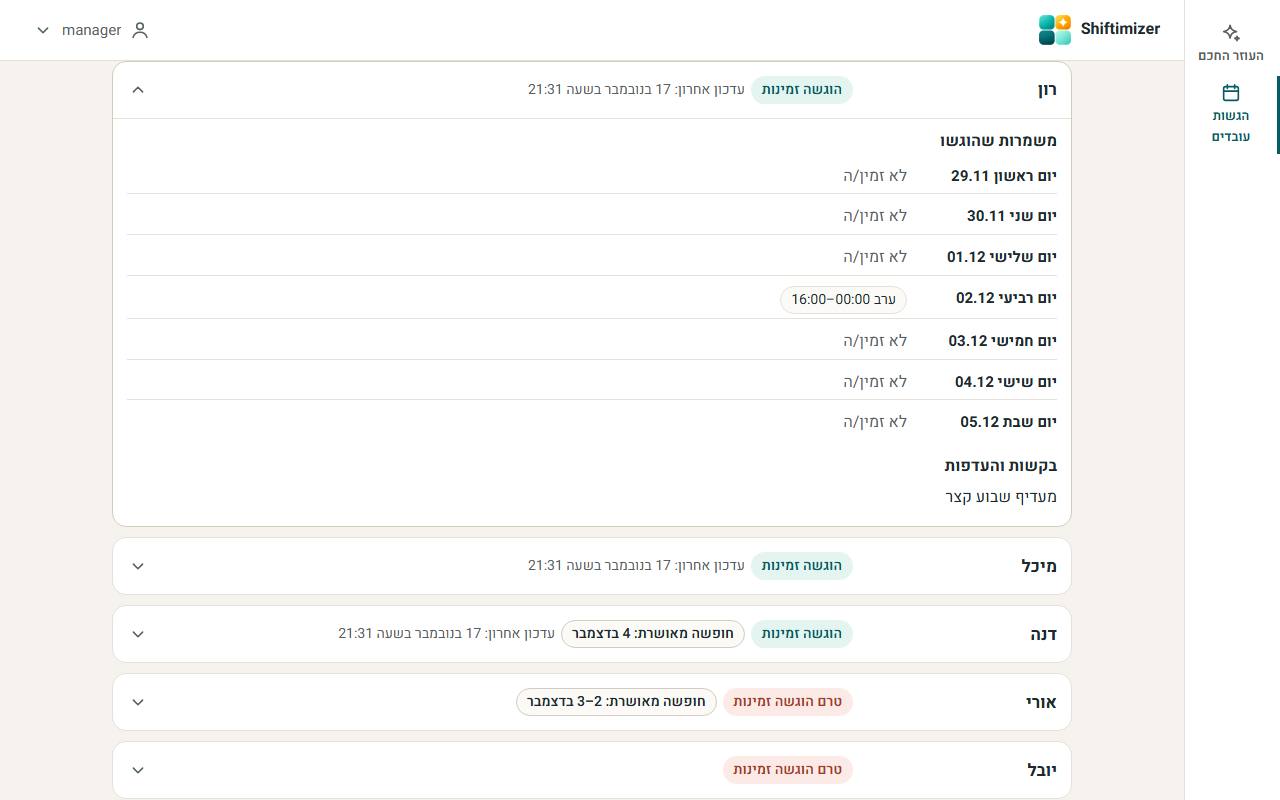 Shiftimizer
manager
העוזר החכם
הגשות
עובדים
רון
הוגשה זמינות
עדכון אחרון: 17 בנובמבר בשעה 21:31
משמרות שהוגשו
יום ראשון 29.11 לא זמין/ה
יום שני 30.11 לא זמין/ה
יום שלישי 01.12 לא זמין/ה
יום רביעי 02.12 ערב 16:00–00:00
יום חמישי 03.12 לא זמין/ה
יום שישי 04.12 לא זמין/ה
יום שבת 05.12 לא זמין/ה
בקשות והעדפות
מעדיף שבוע קצר
מיכל הוגשה זמינות עדכון אחרון: 17 בנובמבר בשעה 21:31
דנה הוגשה זמינות חופשה מאושרת: 4 בדצמבר עדכון אחרון: 17 בנובמבר בשעה 21:31
אורי טרם הוגשה זמינות חופשה מאושרת: 2–3 בדצמבר
יובל טרם הוגשה זמינות